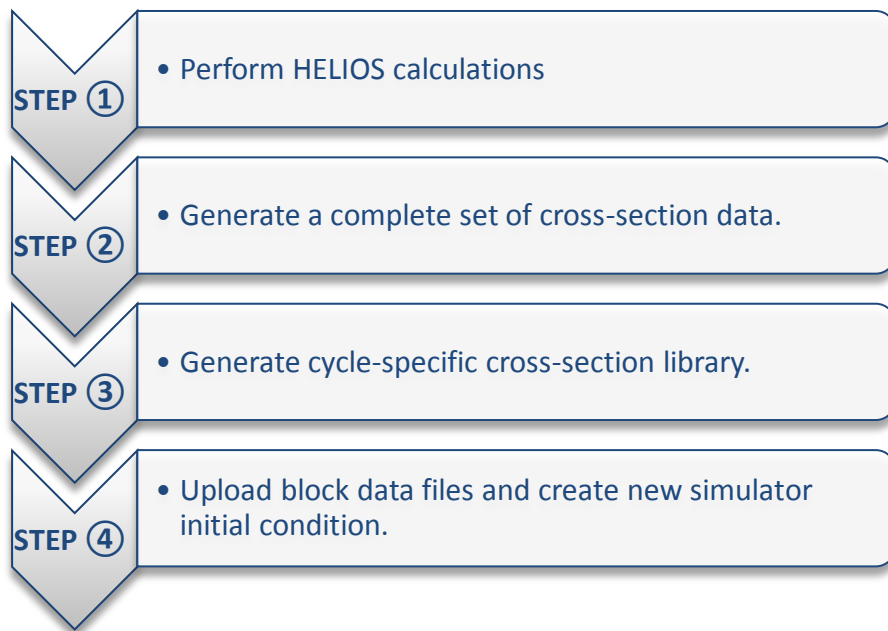 STEP ①
• Perform HELIOS calculations
STEP ②
• Generate a complete set of cross-section data.
STEP ③
• Generate cycle-specific cross-section library.
STEP ④
• Upload block data files and create new simulator
initial condition.